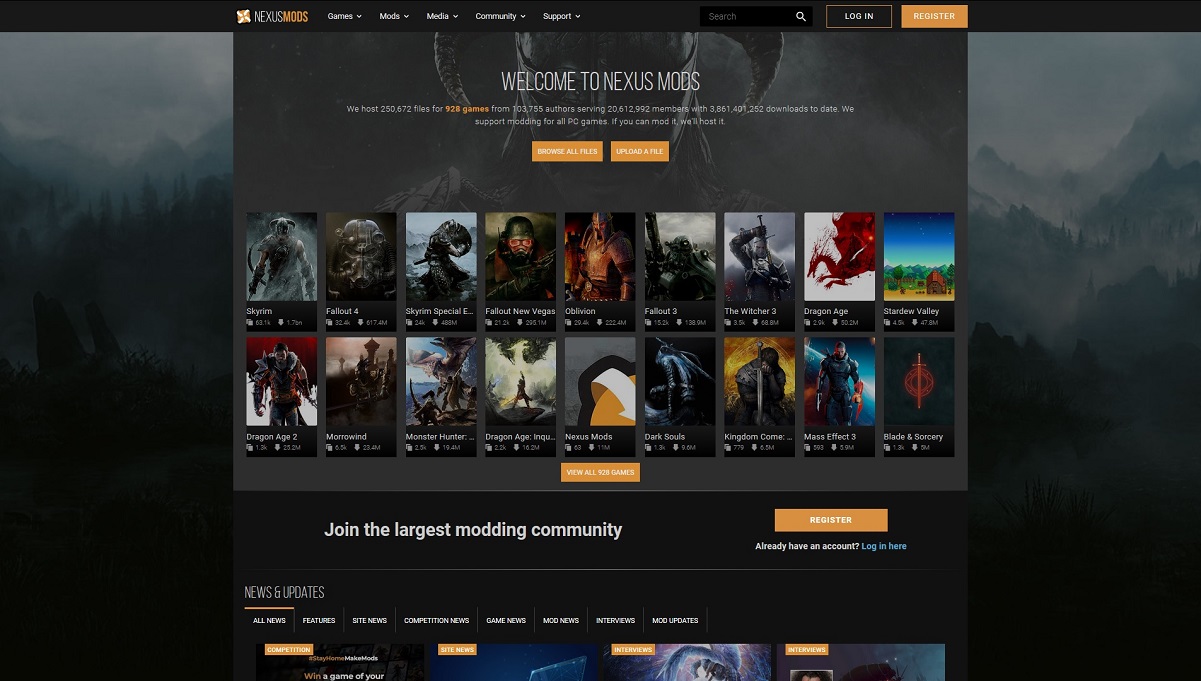 NEXUSMODS
Games Mods Media Community Support
Search
LOG IN
REGISTER
WELCOME TO NEXUS MODS
We host 250,672 files for 928 games from 103,755 authors serving 20,612,992 members with 3,861,401,252 downloads to date. We
support modding for all PC games. If you can mod it, we'll host it.
BROWSE ALL FILES UPLOAD A FILE
Skyrim Fallout 4 Skyrim Special E... Fallout New Vegas Oblivion Fallout 3 The Witcher 3 Dragon Age Stardew Valley
63.1k 1.7bn 32.4k 617.4M 24k 488M 21.2k 295.1M 29.4k 222.4M 15.2k 138.9M 3.5k 68.8M 2.9k 50.2M 4.5k 47.8M
Dragon Age 2 Morrowind Monster Hunter: ... Dragon Age: Inqu... Nexus Mods Dark Souls Kingdom Come: ... Mass Effect 3 Blade & Sorcery
1.3k 25.2M 6.5k 23.4M 2.5k 19.4M 2.2k 16.2M 63 11M 1.3k 9.6M 779 6.5M 593 5.9M 1.3k 5M
VIEW ALL 928 GAMES
Join the largest modding community
REGISTER
Already have an account? Log in here
NEWS & UPDATES
ALL NEWS FEATURES SITE NEWS COMPETITION NEWS GAME NEWS MOD NEWS INTERVIEWS MOD UPDATES
COMPETITION SITE NEWS INTERVIEWS INTERVIEWS
#StayHomeMakeMods
Win a game of your